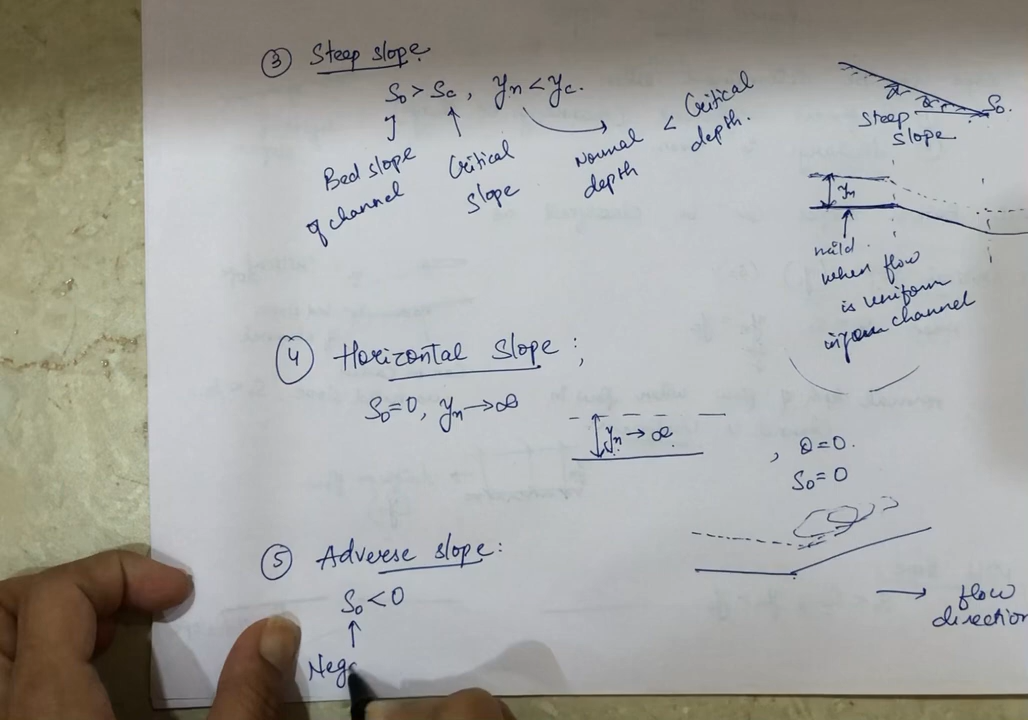 ③ Steep slope
S₀ > Sc, yn < yc.
Bed slope
of channel
Critical
slope
Normal
depth
< Critical
depth.
S₀
Steep
slope
yn
mild
when flow
is uniform
in channel
④ Horizontal slope:
S₀=0, yn→∞
yn→∞
, θ=0.
S₀=0
⑤ Adverse slope:
S₀<0
Nega
→ flow
direction